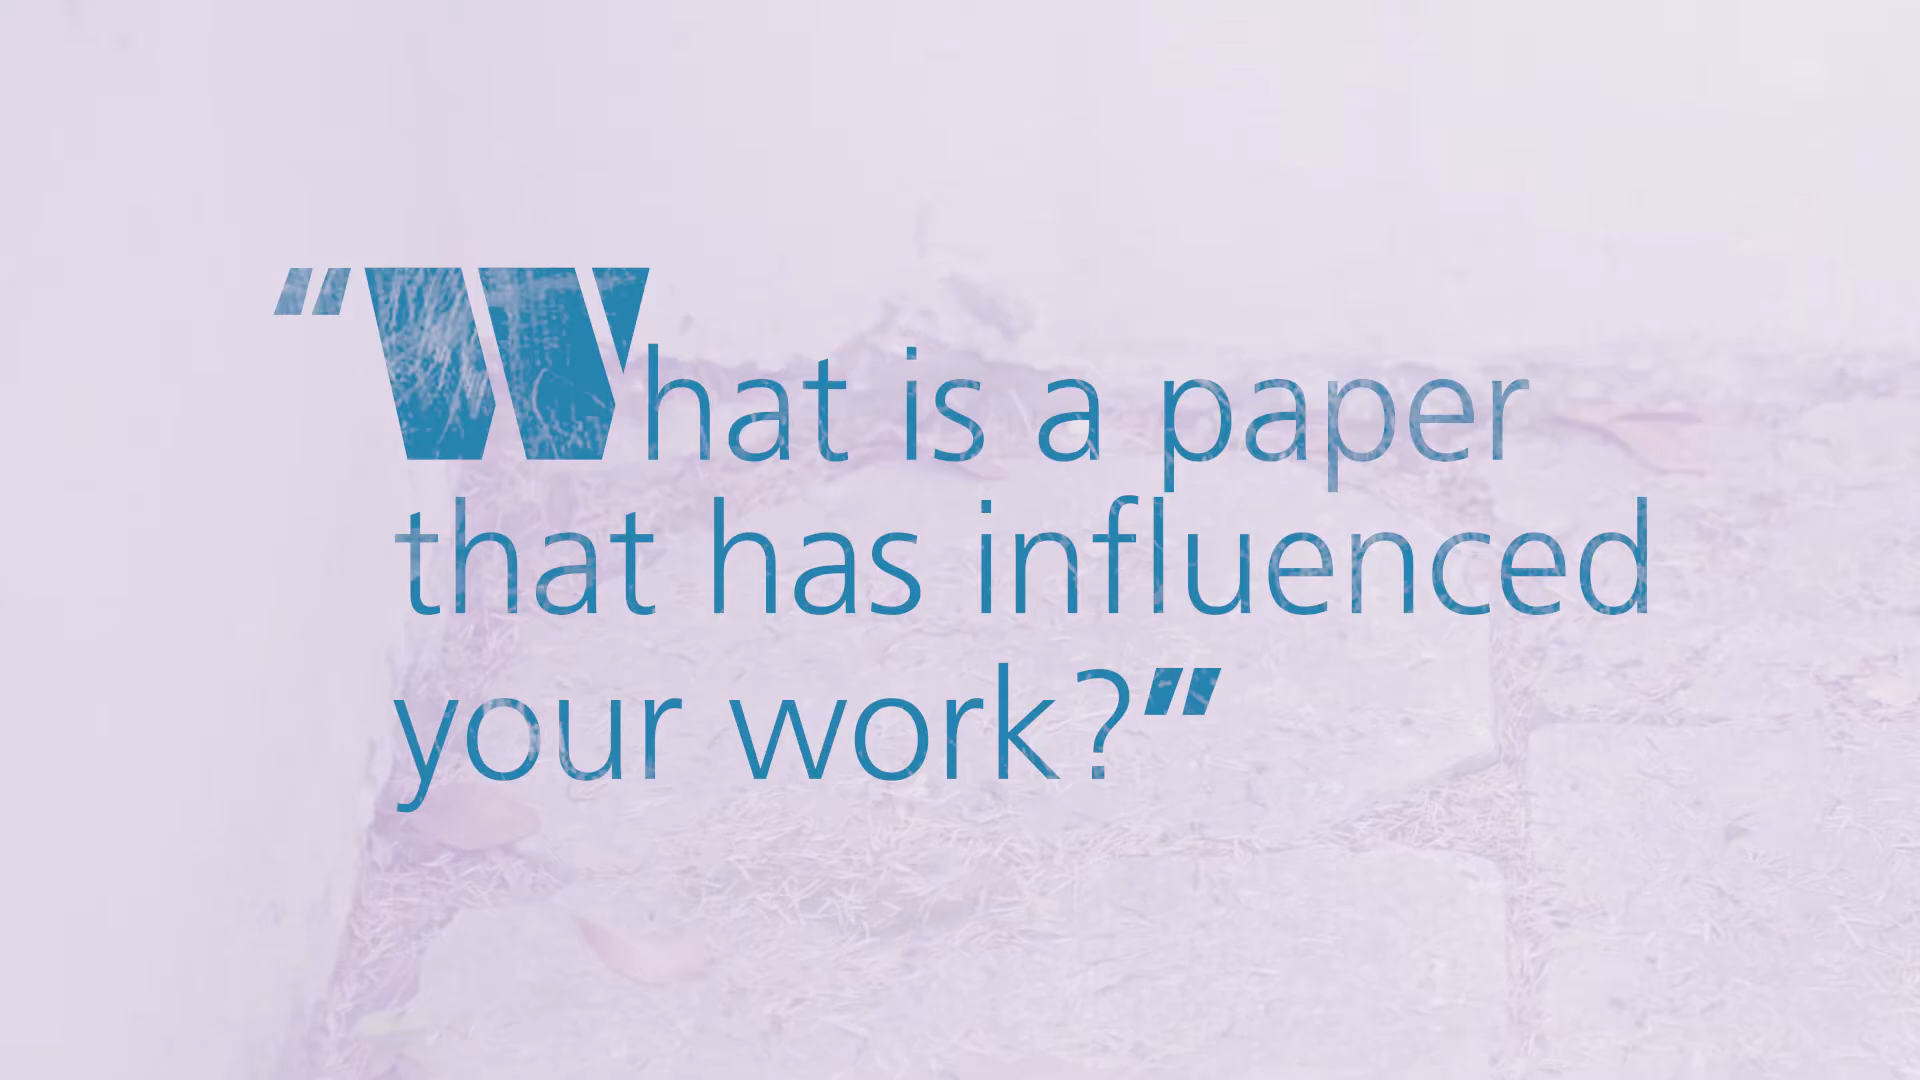 “What is a paper
that has influenced
your work?”